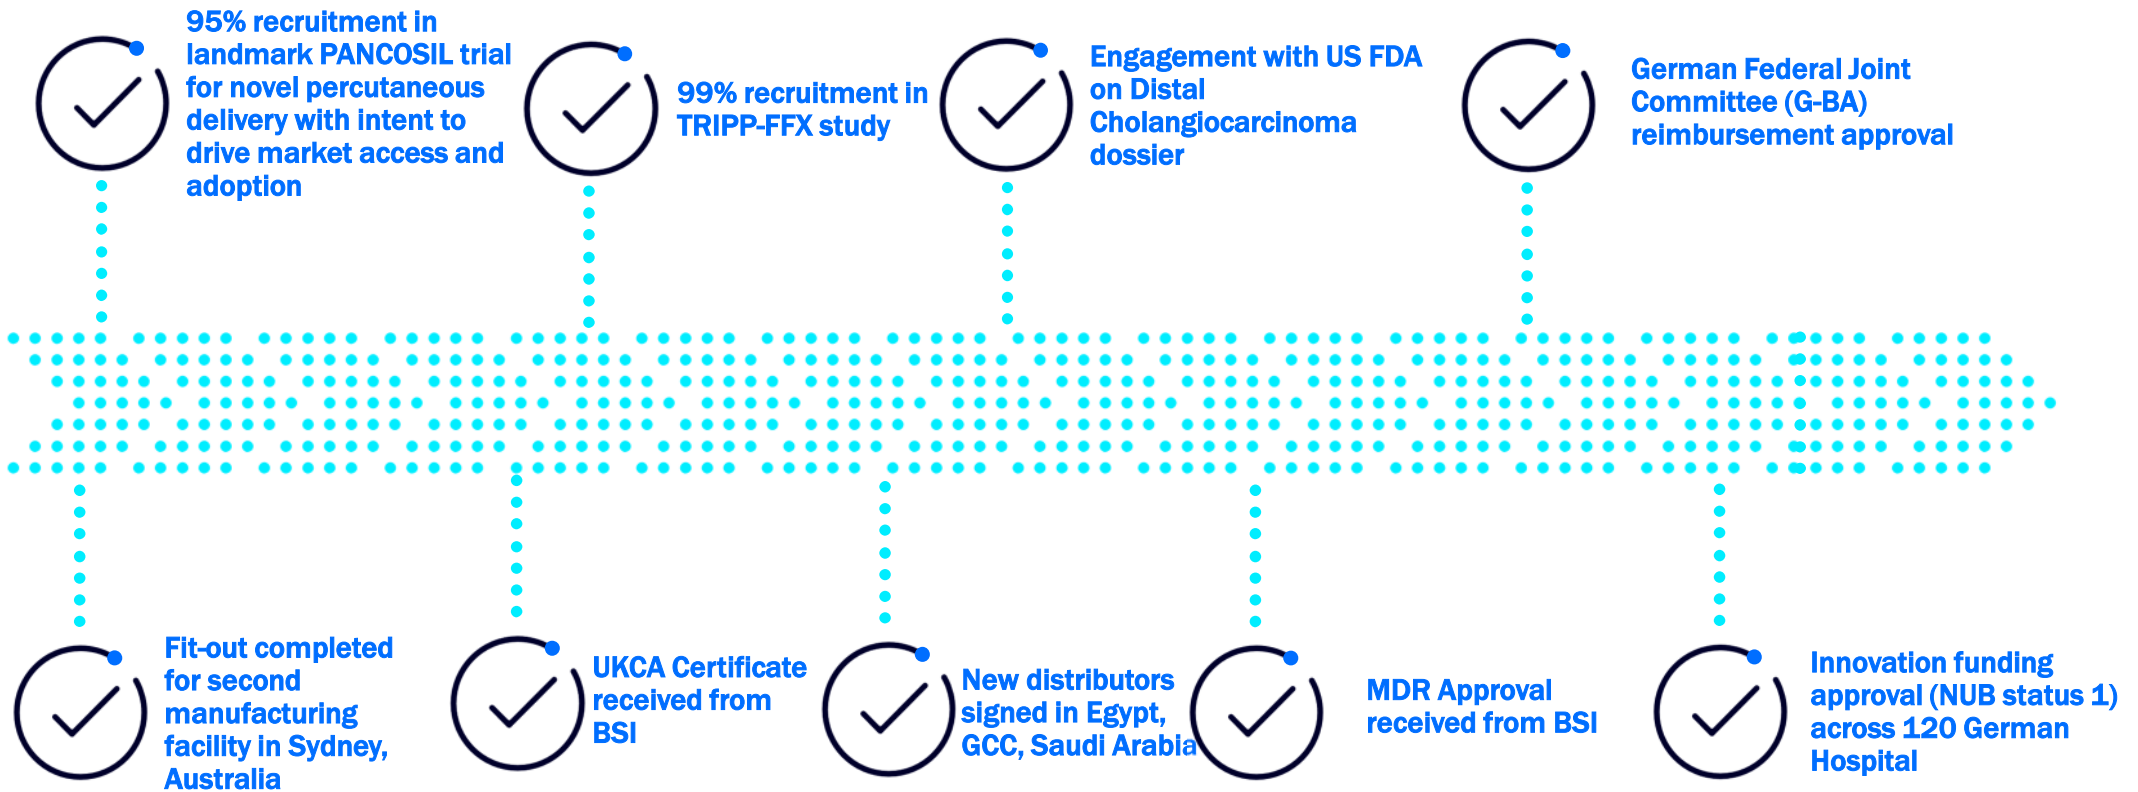 95% recruitment in
landmark PANCOSIL trial
for novel percutaneous
delivery with intent to
drive market access and
adoption
99% recruitment in
TRIPP-FFX study
Engagement with US FDA
on Distal
Cholangiocarcinoma
dossier
German Federal Joint
Committee (G-BA)
reimbursement approval
Fit-out completed
for second
manufacturing
facility in Sydney,
Australia
UKCA Certificate
received from
BSI
New distributors
signed in Egypt,
GCC, Saudi Arabia
MDR Approval
received from BSI
Innovation funding
approval (NUB status 1)
across 120 German
Hospital